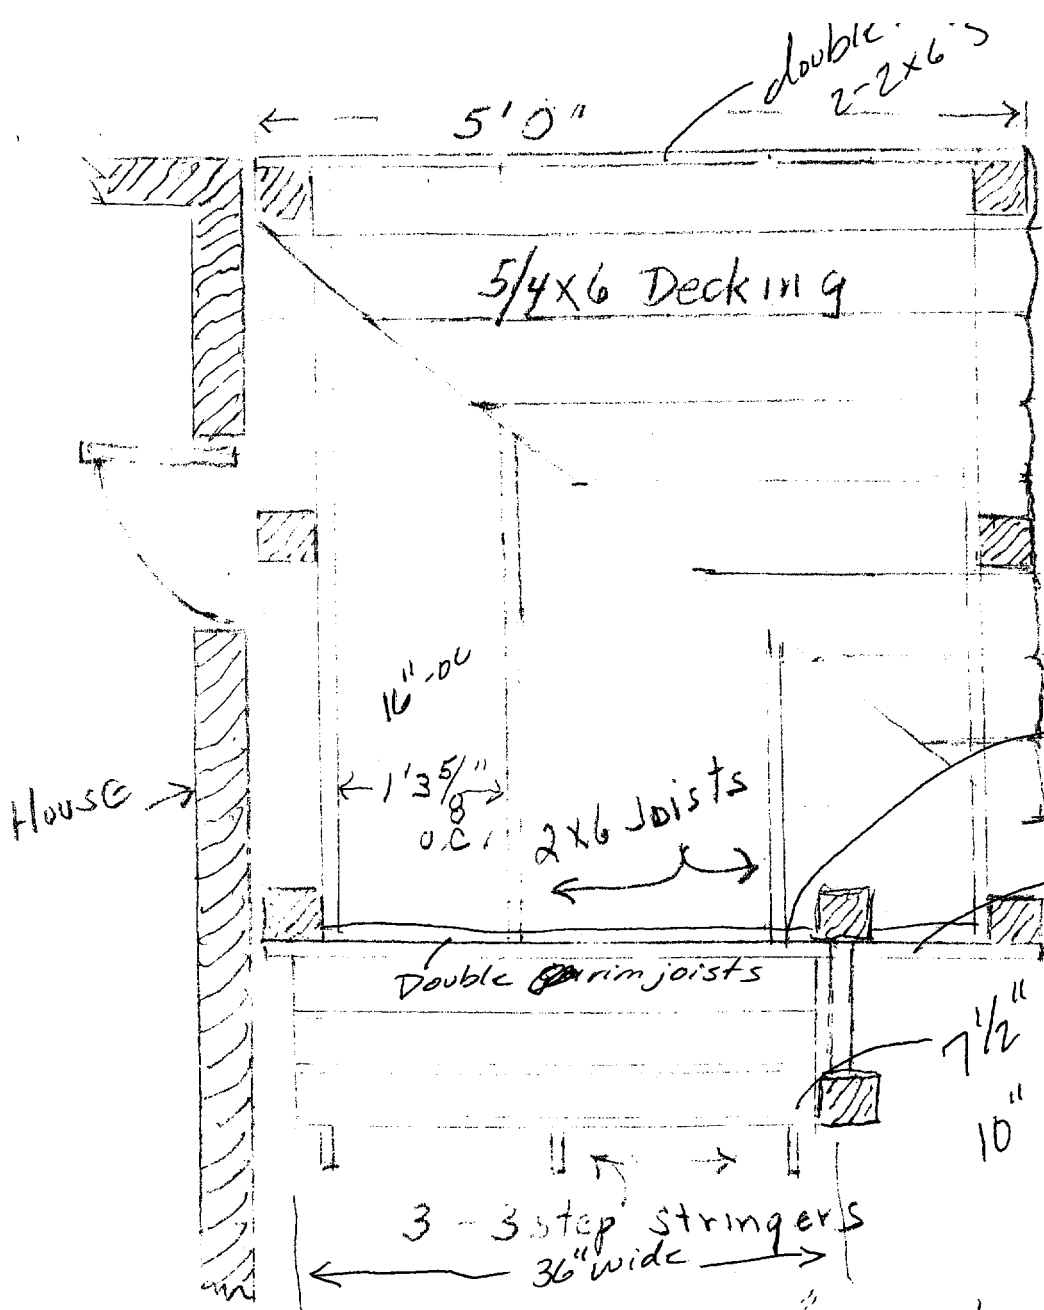 double
2-2x6's
5'0"
5/4x6 Decking
16"-oc
1'3 5/8"
O.C.
2x6 Joists
House
Double rim joists
7 1/2"
10"
3-3 step stringers
36" wide